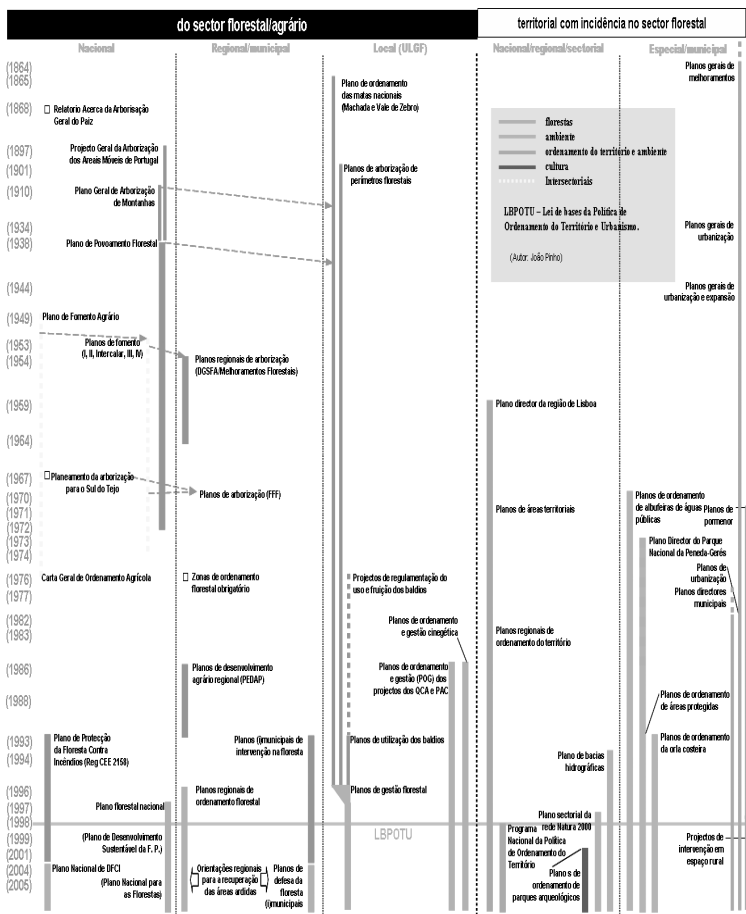 do sector florestal/agrário
territorial com incidência no sector florestal
Nacional
Regional/municipal
Local (ULGF)
Nacional/regional/sectorial
Especial/municipal
(1864)
(1865)
(1868)
(1897)
(1901)
(1910)
(1934)
(1938)
(1944)
(1949)
(1953)
(1954)
(1959)
(1964)
(1967)
(1970)
(1971)
(1972)
(1973)
(1974)
(1976)
(1977)
(1982)
(1983)
(1986)
(1988)
(1993)
(1994)
(1996)
(1997)
(1998)
(1999)
(2001)
(2004)
(2005)
Relatorio Acerca da Arborisação
Geral do Paiz
Projecto Geral da Arborização
dos Areais Móveis de Portugal
Plano Geral de Arborização
de Montanhas
Plano de Povoamento Florestal
Plano de Fomento Agrário
Planos de fomento
(I, II, Intercalar, III, IV)
Planeamento da arborização
para o Sul do Tejo
Carta Geral de Ordenamento Agrícola
Plano de Protecção
da Floresta Contra
Incêndios (Reg CEE 2158)
Plano florestal nacional
(Plano de Desenvolvimento
Sustentável da F. P.)
Plano Nacional de DFCI
(Plano Nacional para
as Florestas)
Planos regionais de arborização
(DGSFA/Melhoramentos Florestais)
Planos de arborização (FFF)
Zonas de ordenamento
florestal obrigatório
Planos de desenvolvimento
agrário regional (PEDAP)
Planos (i)municipais de
intervenção na floresta
Planos regionais de
ordenamento florestal
Orientações regionais
para a recuperação
das áreas ardidas
Planos de
defesa da
floresta
(i)municipais
Plano de ordenamento
das matas nacionais
(Machada e Vale de Zebro)
Planos de arborização de
perímetros florestais
Projectos de regulamentação do
uso e fruição dos baldios
Planos de ordenamento
e gestão cinegética
Planos de ordenamento
e gestão (POG) dos
projectos dos QCA e PAC
Planos de utilização dos baldios
Planos de gestão florestal
LBPOTU
florestas
ambiente
ordenamento do território e ambiente
cultura
Intersectoriais
LBPOTU – Lei de bases da Política de
Ordenamento do Território e Urbanismo.
(Autor: João Pinho)
Plano director da região de Lisboa
Planos de áreas territoriais
Planos regionais de
ordenamento do território
Plano de bacias
hidrográficas
Plano sectorial da
rede Natura 2000
Programa
Nacional da Política
de Ordenamento do
Território
Plano s de
ordenamento de
parques arqueológicos
Planos gerais de
melhoramentos
Planos gerais de
urbanização
Planos gerais de
urbanização e expansão
Planos de ordenamento
de albufeiras de águas
públicas
Planos de
pormenor
Plano Director do Parque
Nacional da Peneda-Gerés
Planos de
urbanização
Planos directores
municipais
Planos de ordenamento
de áreas protegidas
Planos de ordenamento
da orla costeira
Projectos de
intervenção em
espaço rural